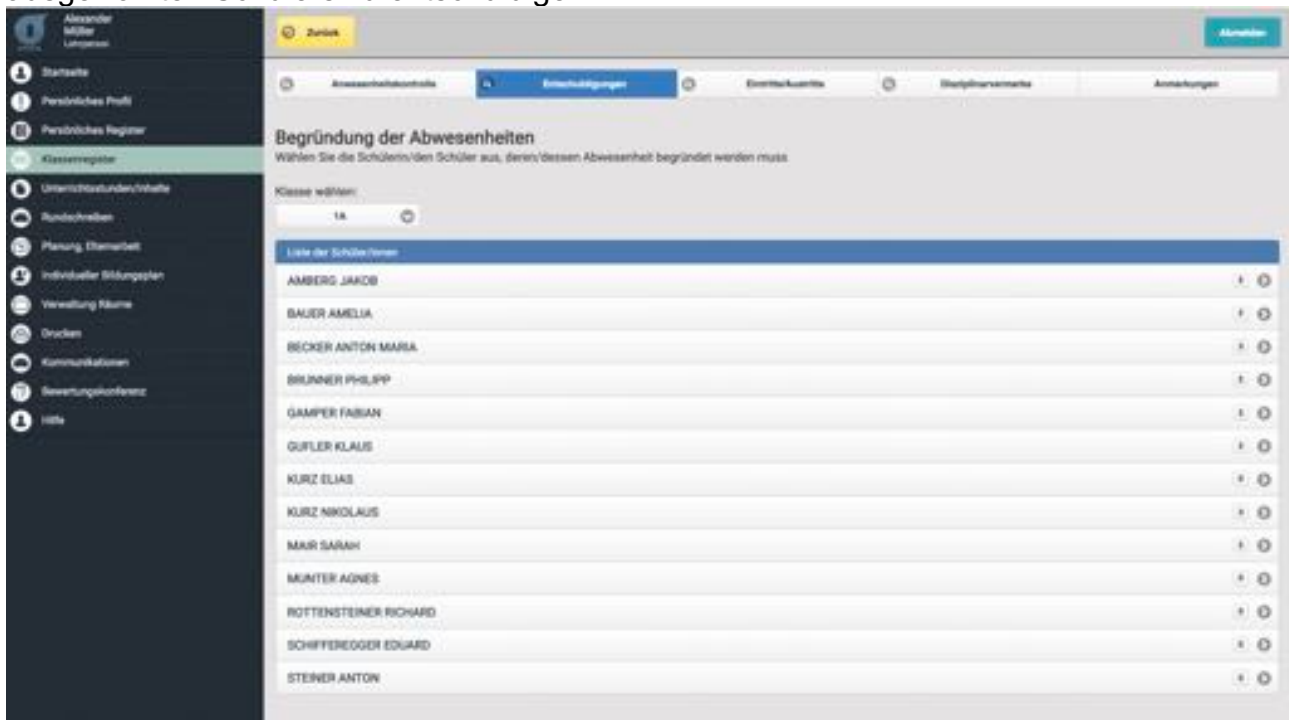 Alexander
Müller
Lehrperson
Zurück
Abmelden
Startseite
Persönliches Profil
Persönliches Register
Klassenregister
Unterrichtsstunden/Inhalte
Rundschreiben
Planung, Elternarbeit
Individueller Bildungsplan
Verwaltung Räume
Drucken
Kommunikationen
Bewertungskonferenz
Hilfe
Anwesenheitskontrolle
Entschuldigungen
Eintritte/Austritte
Disziplinarvermerke
Anmerkungen
Begründung der Abwesenheiten
Wählen Sie die Schülerin/den Schüler aus, deren/dessen Abwesenheit begründet werden muss
Klasse wählen:
1A
Liste der Schüler/innen
AMBERG JAKOB
BAUER AMELIA
BECKER ANTON MARIA
BRUNNER PHILIPP
GAMPER FABIAN
GUFLER KLAUS
KURZ ELIAS
KURZ NIKOLAUS
MAIR SARAH
MUNTER AGNES
ROTTENSTEINER RICHARD
SCHIFFEREGGER EDUARD
STEINER ANTON